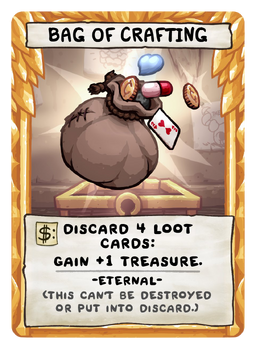 BAG OF CRAFTING
$: DISCARD 4 LOOT
CARDS:
GAIN +1 TREASURE.
-ETERNAL-
(THIS CAN'T BE DESTROYED
OR PUT INTO DISCARD.)